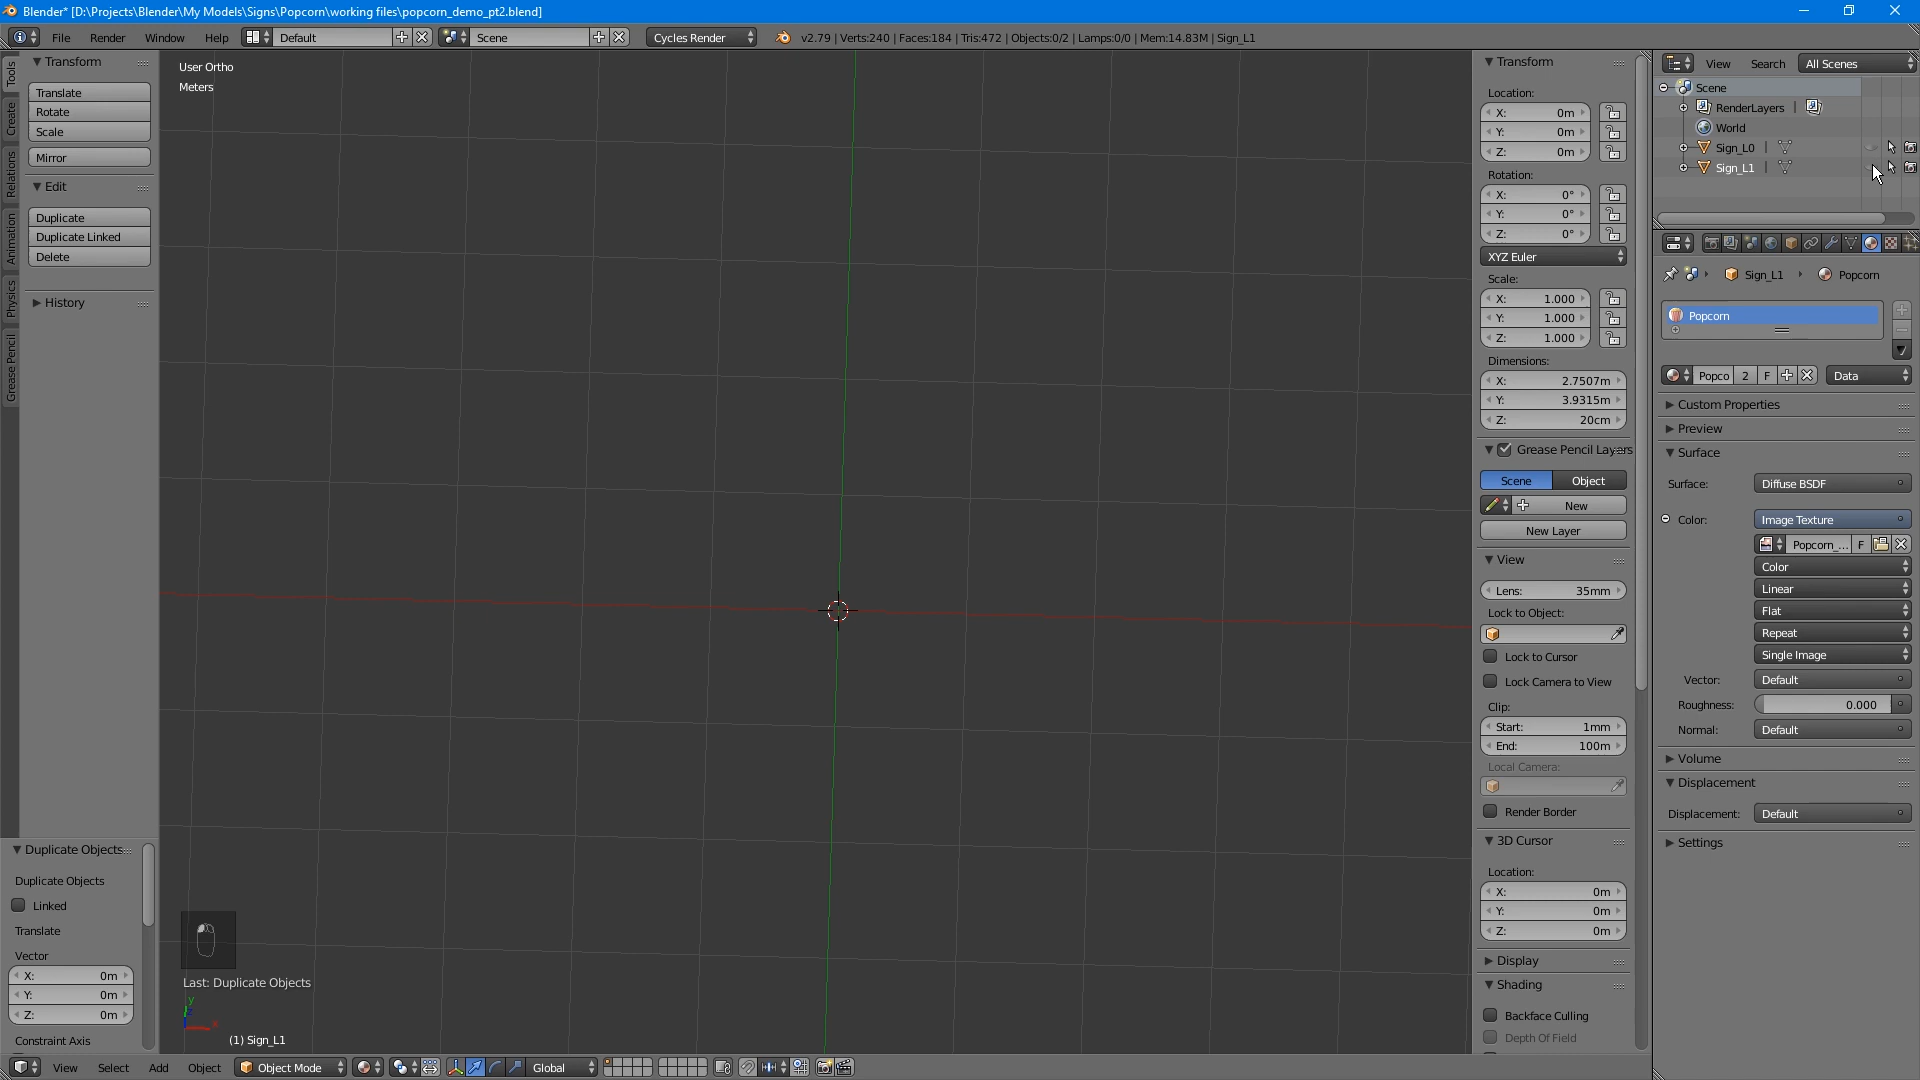 Blender* [D:\Projects\Blender\My Models\Signs\Popcorn\working files\popcorn_demo_pt2.blend]
File Render Window Help Default Scene Cycles Render v2.79 | Verts:240 | Faces:184 | Tris:472 | Objects:0/2 | Lamps:0/0 | Mem:14.83M | Sign_L1
Tools
Create
Relations
Animation
Physics
Grease Pencil
Transform
Translate
Rotate
Scale
Mirror
Edit
Duplicate
Duplicate Linked
Delete
History
Duplicate Objects
Duplicate Objects
Linked
Translate
Vector
X: 0m
Y: 0m
Z: 0m
Constraint Axis
User Ortho
Meters
Last: Duplicate Objects
y
x
(1) Sign_L1
View Select Add Object Object Mode Global
Transform
Location:
X: 0m
Y: 0m
Z: 0m
Rotation:
X: 0°
Y: 0°
Z: 0°
XYZ Euler
Scale:
X: 1.000
Y: 1.000
Z: 1.000
Dimensions:
X: 2.7507m
Y: 3.9315m
Z: 20cm
Grease Pencil Layers
Scene Object
New
New Layer
View
Lens: 35mm
Lock to Object:
Lock to Cursor
Lock Camera to View
Clip:
Start: 1mm
End: 100m
Local Camera:
Render Border
3D Cursor
Location:
X: 0m
Y: 0m
Z: 0m
Display
Shading
Backface Culling
Depth Of Field
View Search All Scenes
Scene
RenderLayers |
World
Sign_L0 |
Sign_L1 |
Sign_L1 Popcorn
Popcorn
Popco 2 F Data
Custom Properties
Preview
Surface
Surface: Diffuse BSDF
Color: Image Texture
Popcorn_... F
Color
Linear
Flat
Repeat
Single Image
Vector: Default
Roughness: 0.000
Normal: Default
Volume
Displacement
Displacement: Default
Settings